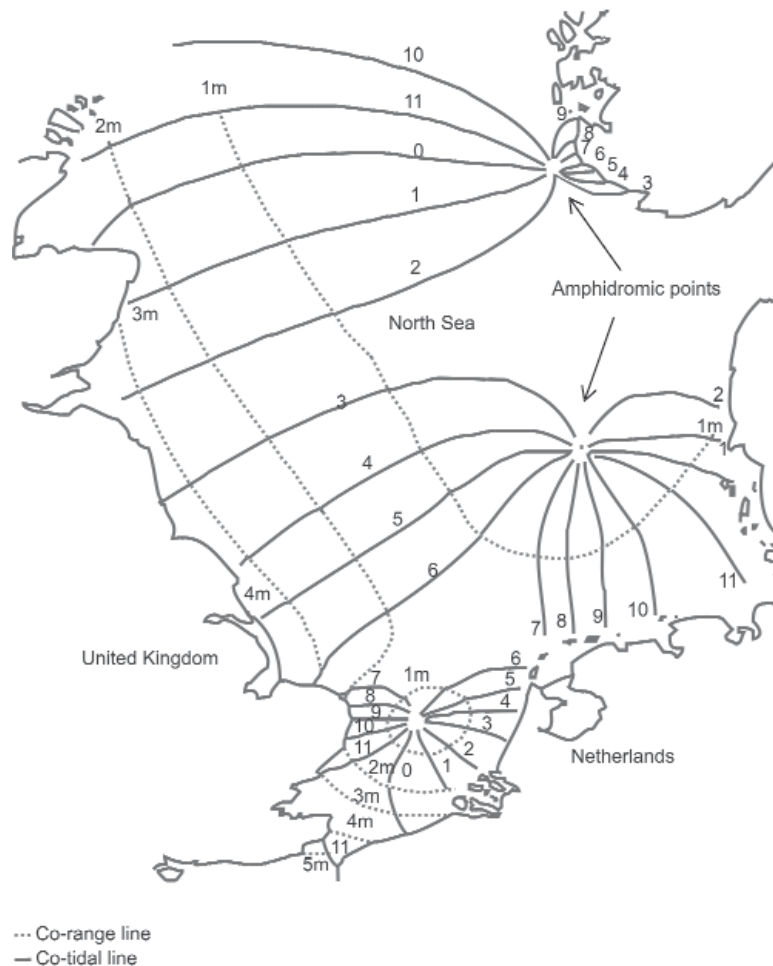 10
1m
9
11
8
2m
7
0
6
5
4
3
1
2
Amphidromic points
3m
North Sea
2
3
1m
1
4
5
6
11
4m
7
8
9
10
United Kingdom
6
7
1m
5
8
4
9
3
10
2
11
Netherlands
2m
0
1
3m
4m
11
5m
Co-range line
Co-tidal line